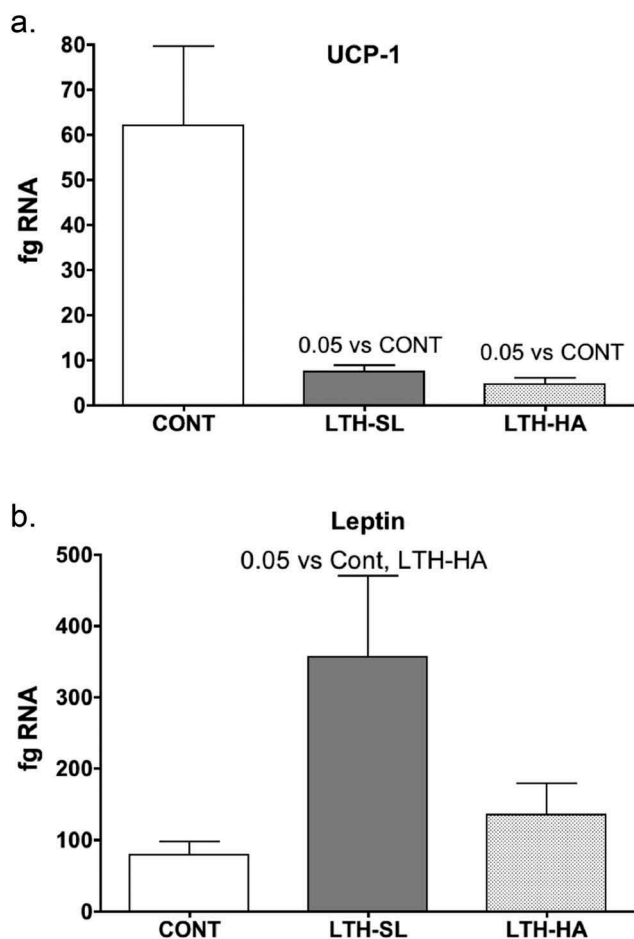 a.
UCP-1
fg RNA
80
70
60
50
40
30
20
10
0
0.05 vs CONT
0.05 vs CONT
CONT LTH-SL LTH-HA
b.
Leptin
0.05 vs Cont, LTH-HA
fg RNA
500
400
300
200
100
0
CONT LTH-SL LTH-HA